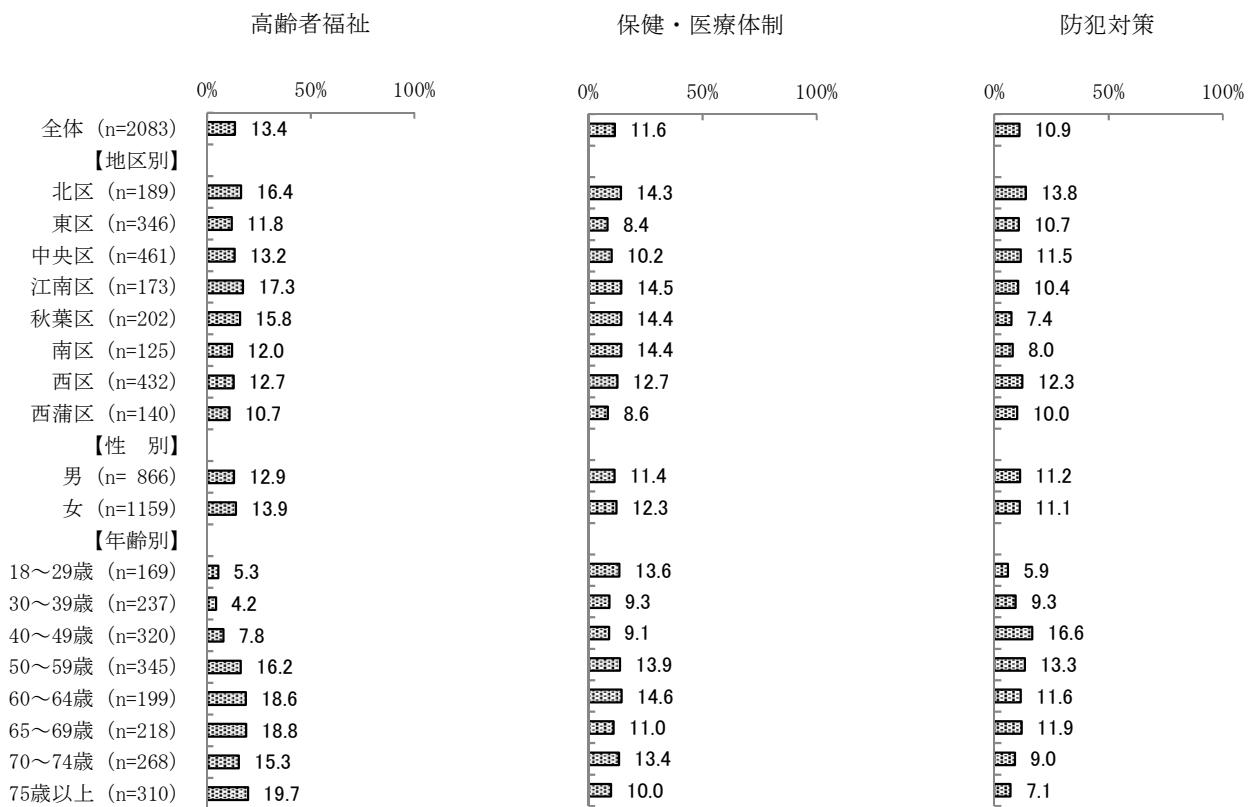 高齢者福祉 保健・医療体制 防犯対策
0% 50% 100% 0% 50% 100% 0% 50% 100%
全体 (n=2083) 13.4 11.6 10.9
【地区別】
北区 (n=189) 16.4 14.3 13.8
東区 (n=346) 11.8 8.4 10.7
中央区 (n=461) 13.2 10.2 11.5
江南区 (n=173) 17.3 14.5 10.4
秋葉区 (n=202) 15.8 14.4 7.4
南区 (n=125) 12.0 14.4 8.0
西区 (n=432) 12.7 12.7 12.3
西蒲区 (n=140) 10.7 8.6 10.0
【性　別】
男 (n= 866) 12.9 11.4 11.2
女 (n=1159) 13.9 12.3 11.1
【年齢別】
18～29歳 (n=169) 5.3 13.6 5.9
30～39歳 (n=237) 4.2 9.3 9.3
40～49歳 (n=320) 7.8 9.1 16.6
50～59歳 (n=345) 16.2 13.9 13.3
60～64歳 (n=199) 18.6 14.6 11.6
65～69歳 (n=218) 18.8 11.0 11.9
70～74歳 (n=268) 15.3 13.4 9.0
75歳以上 (n=310) 19.7 10.0 7.1